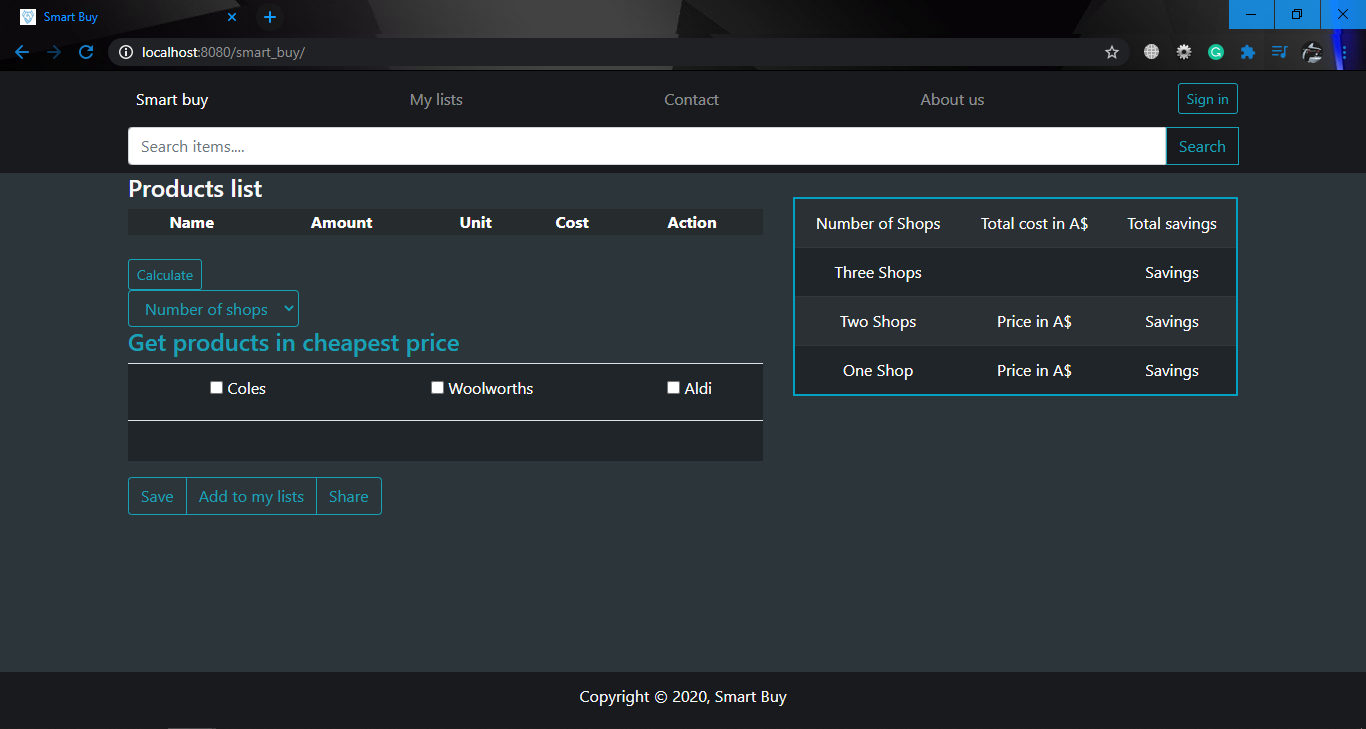 Smart Buy
localhost:8080/smart_buy/
Smart buy My lists Contact About us Sign in
Search items.... Search
Products list
Name Amount Unit Cost Action
Calculate
Number of shops
Get products in cheapest price
Coles Woolworths Aldi
Save Add to my lists Share
Number of Shops Total cost in A$ Total savings
Three Shops Savings
Two Shops Price in A$ Savings
One Shop Price in A$ Savings
Copyright © 2020, Smart Buy